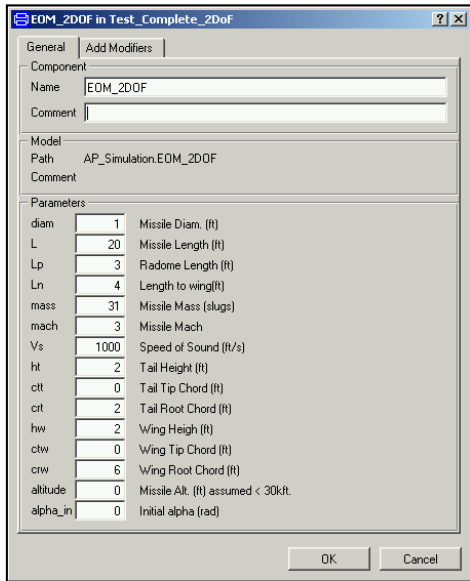 EOM_2DOF in Test_Complete_2DoF
General Add Modifiers
Component
Name EOM_2DOF
Comment
Model
Path AP_Simulation.EOM_2DOF
Comment
Parameters
diam 1 Missile Diam. (ft)
L 20 Missile Length (ft)
Lp 3 Radome Length (ft)
Ln 4 Length to wing(ft)
mass 31 Missile Mass (slugs)
mach 3 Missile Mach
Vs 1000 Speed of Sound (ft/s)
ht 2 Tail Height (ft)
ctt 0 Tail Tip Chord (ft)
crt 2 Tail Root Chord (ft)
hw 2 Wing Heigh (ft)
ctw 0 Wing Tip Chord (ft)
crw 6 Wing Root Chord (ft)
altitude 0 Missile Alt. (ft) assumed < 30kft.
alpha_in 0 Initial alpha (rad)
OK Cancel